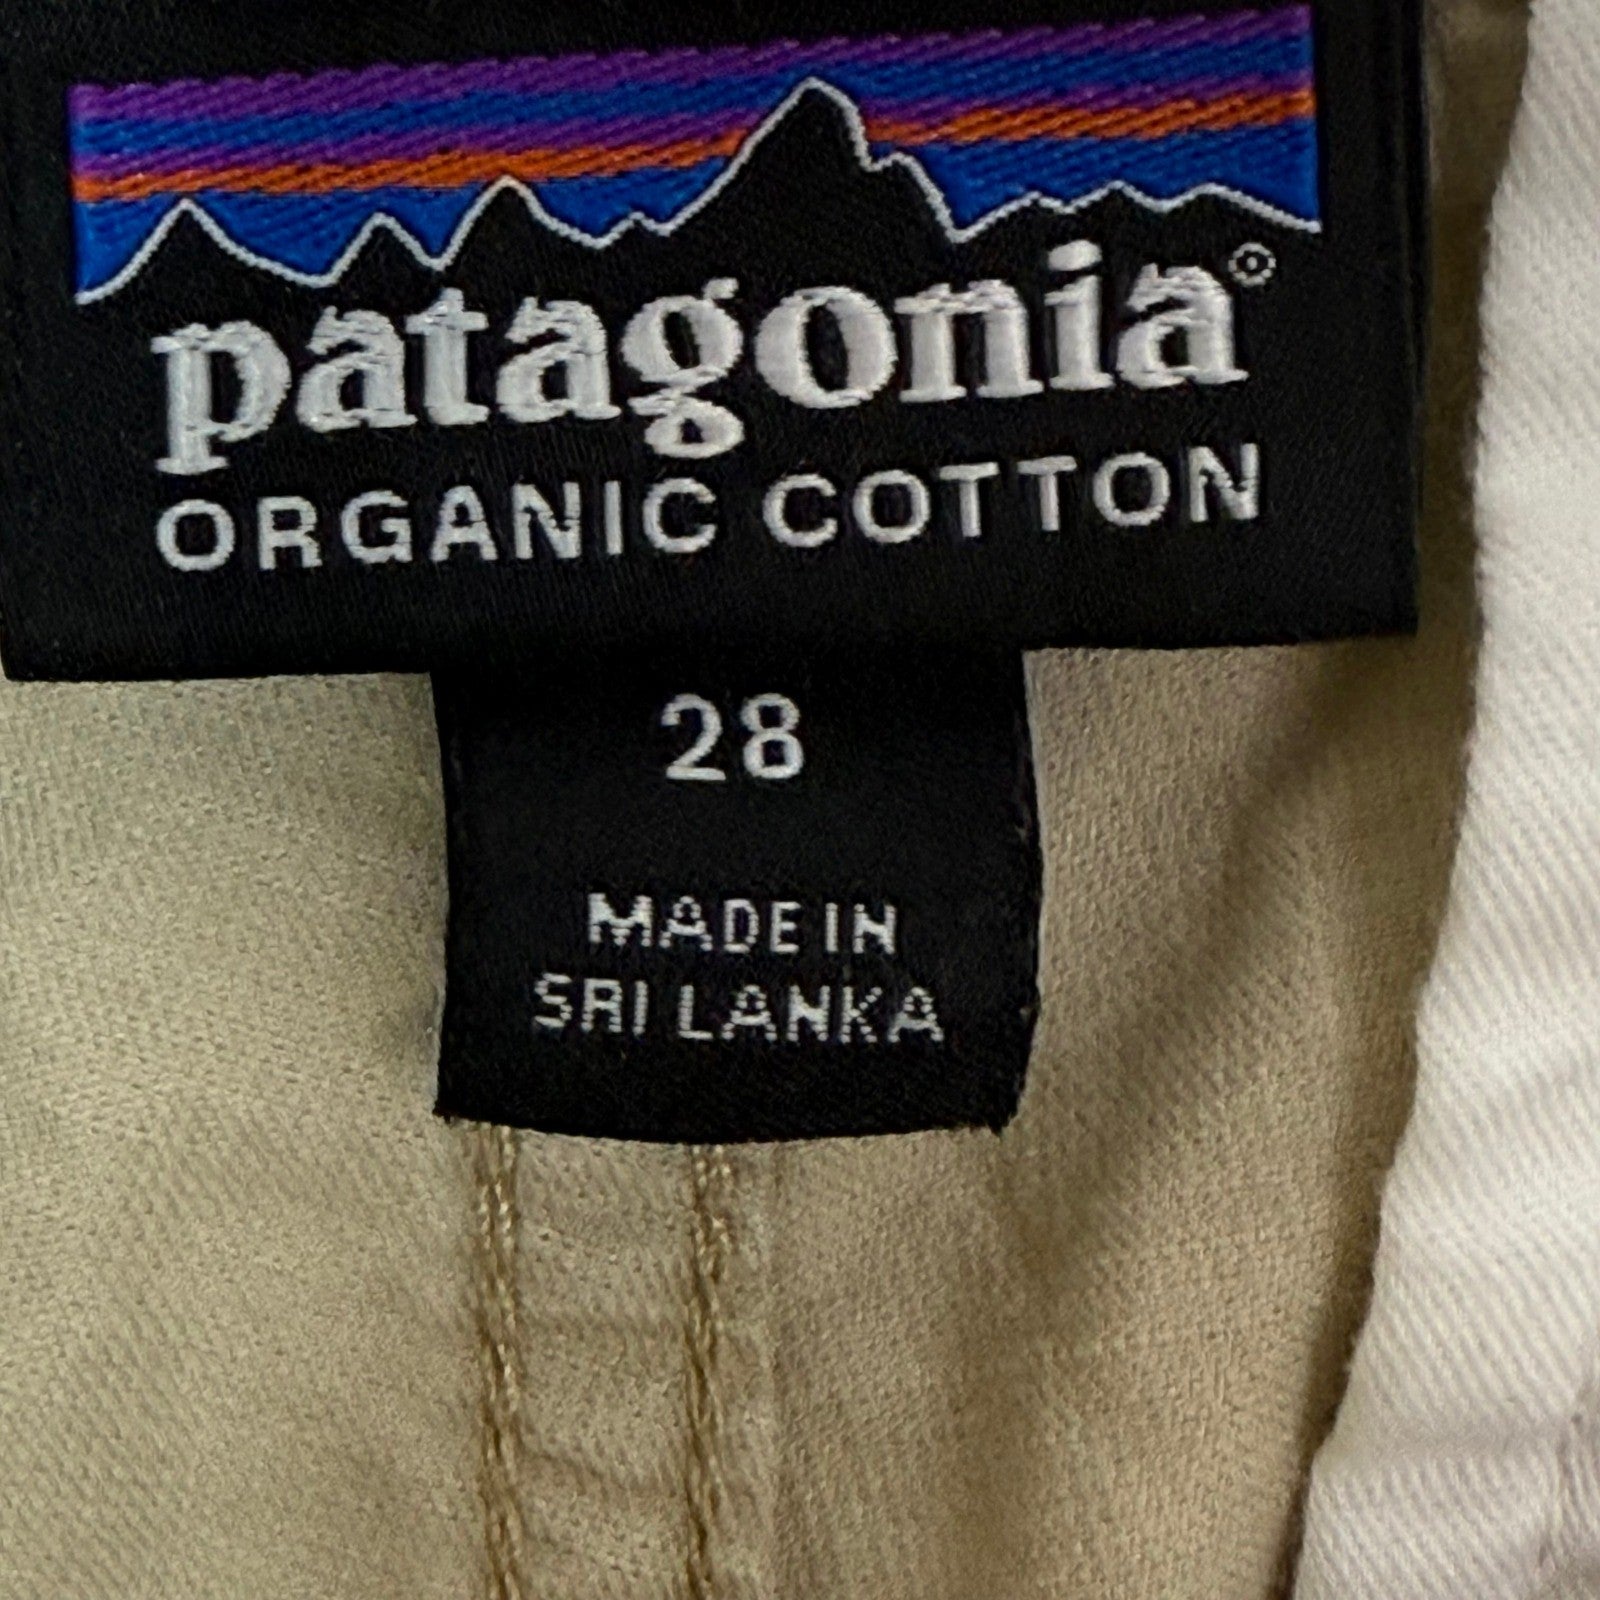 patagonia®
ORGANIC COTTON
28
MADE IN
SRI LANKA